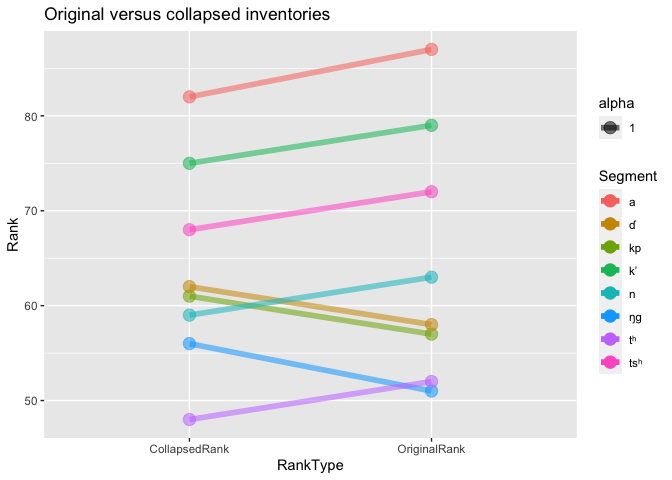 Original versus collapsed inventories
Rank
80
70
60
50
CollapsedRank
OriginalRank
RankType
alpha
1
Segment
a
ɗ
kp
kʼ
n
ŋg
tʰ
tsʰ